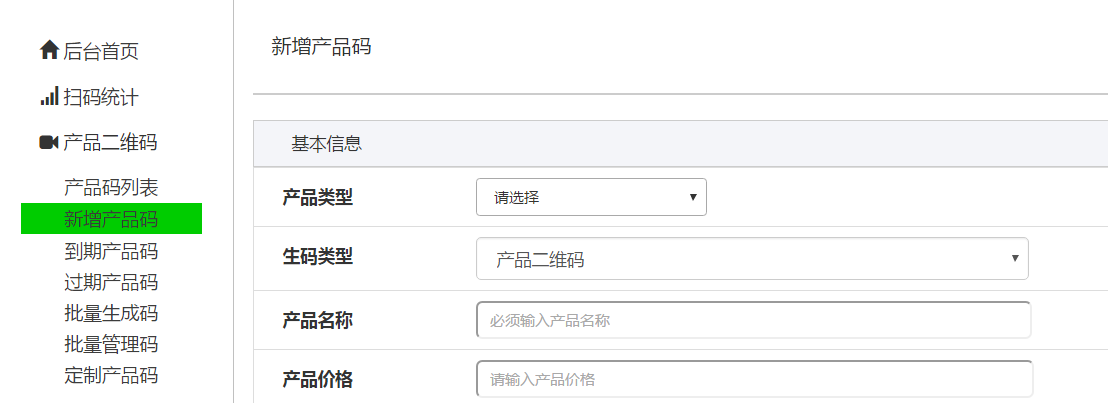 后台首页
扫码统计
产品二维码
产品码列表
新增产品码
到期产品码
过期产品码
批量生成码
批量管理码
定制产品码
新增产品码
基本信息
产品类型 请选择
生码类型 产品二维码
产品名称 必须输入产品名称
产品价格 请输入产品价格